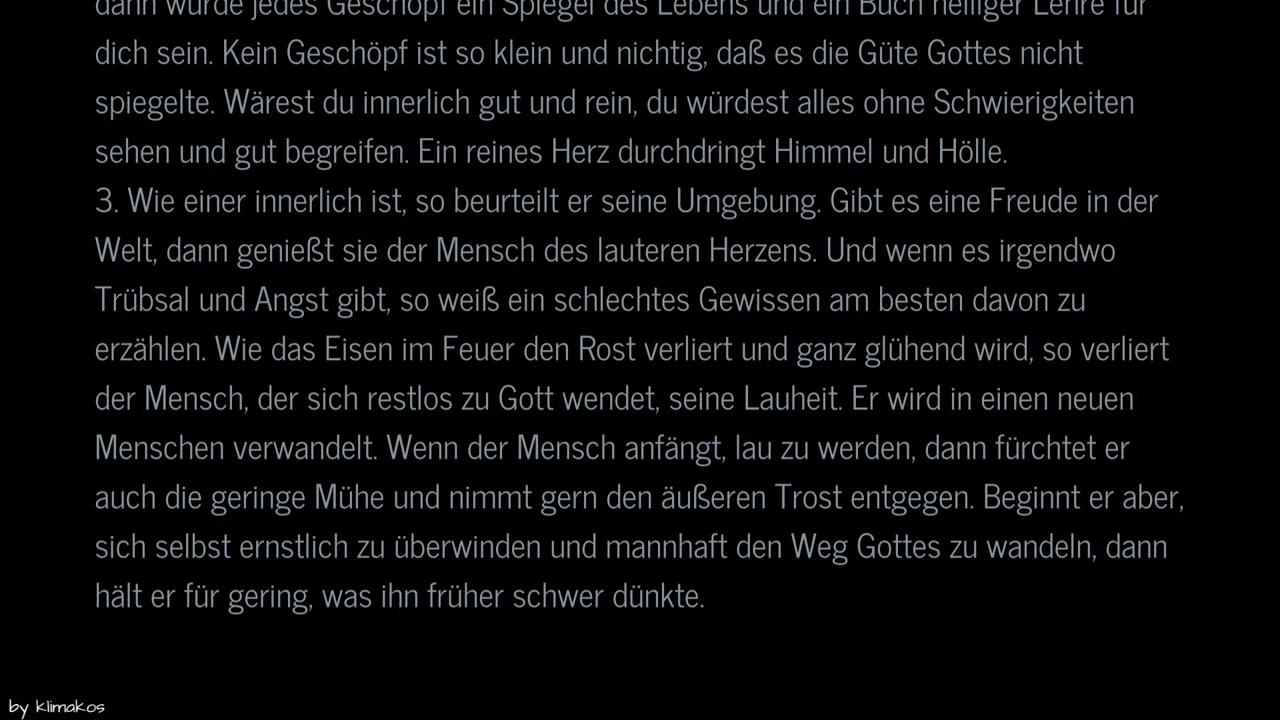 dann würde jedes Geschöpf ein Spiegel des Lebens und ein Buch heiliger Lehre für
dich sein. Kein Geschöpf ist so klein und nichtig, daß es die Güte Gottes nicht
spiegelte. Wärest du innerlich gut und rein, du würdest alles ohne Schwierigkeiten
sehen und gut begreifen. Ein reines Herz durchdringt Himmel und Hölle.
3. Wie einer innerlich ist, so beurteilt er seine Umgebung. Gibt es eine Freude in der
Welt, dann genießt sie der Mensch des lauteren Herzens. Und wenn es irgendwo
Trübsal und Angst gibt, so weiß ein schlechtes Gewissen am besten davon zu
erzählen. Wie das Eisen im Feuer den Rost verliert und ganz glühend wird, so verliert
der Mensch, der sich restlos zu Gott wendet, seine Lauheit. Er wird in einen neuen
Menschen verwandelt. Wenn der Mensch anfängt, lau zu werden, dann fürchtet er
auch die geringe Mühe und nimmt gern den äußeren Trost entgegen. Beginnt er aber,
sich selbst ernstlich zu überwinden und mannhaft den Weg Gottes zu wandeln, dann
hält er für gering, was ihn früher schwer dünkte.
by klimakos